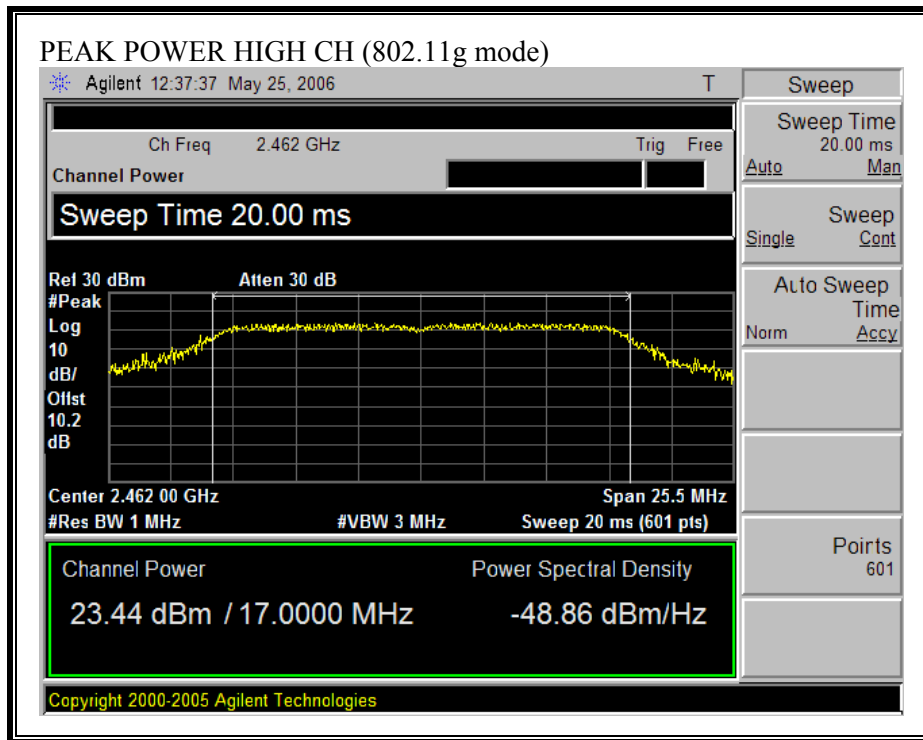 PEAK POWER HIGH CH (802.11g mode)
Agilent 12:37:37 May 25, 2006 T
Ch Freq 2.462 GHz Trig Free
Channel Power
Sweep Time 20.00 ms
Ref 30 dBm Atten 30 dB
#Peak
Log
10
dB/
Offst
10.2
dB
Center 2.462 00 GHz Span 25.5 MHz
#Res BW 1 MHz #VBW 3 MHz Sweep 20 ms (601 pts)
Channel Power Power Spectral Density
23.44 dBm / 17.0000 MHz -48.86 dBm/Hz
Copyright 2000-2005 Agilent Technologies
Sweep
Sweep Time
20.00 ms
Auto Man
Sweep
Single Cont
Auto Sweep
Time
Norm Accy
Points
601